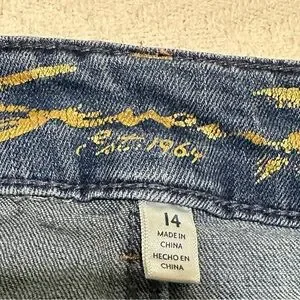 Est. 1964
14
MADE IN
CHINA
HECHO EN
CHINA